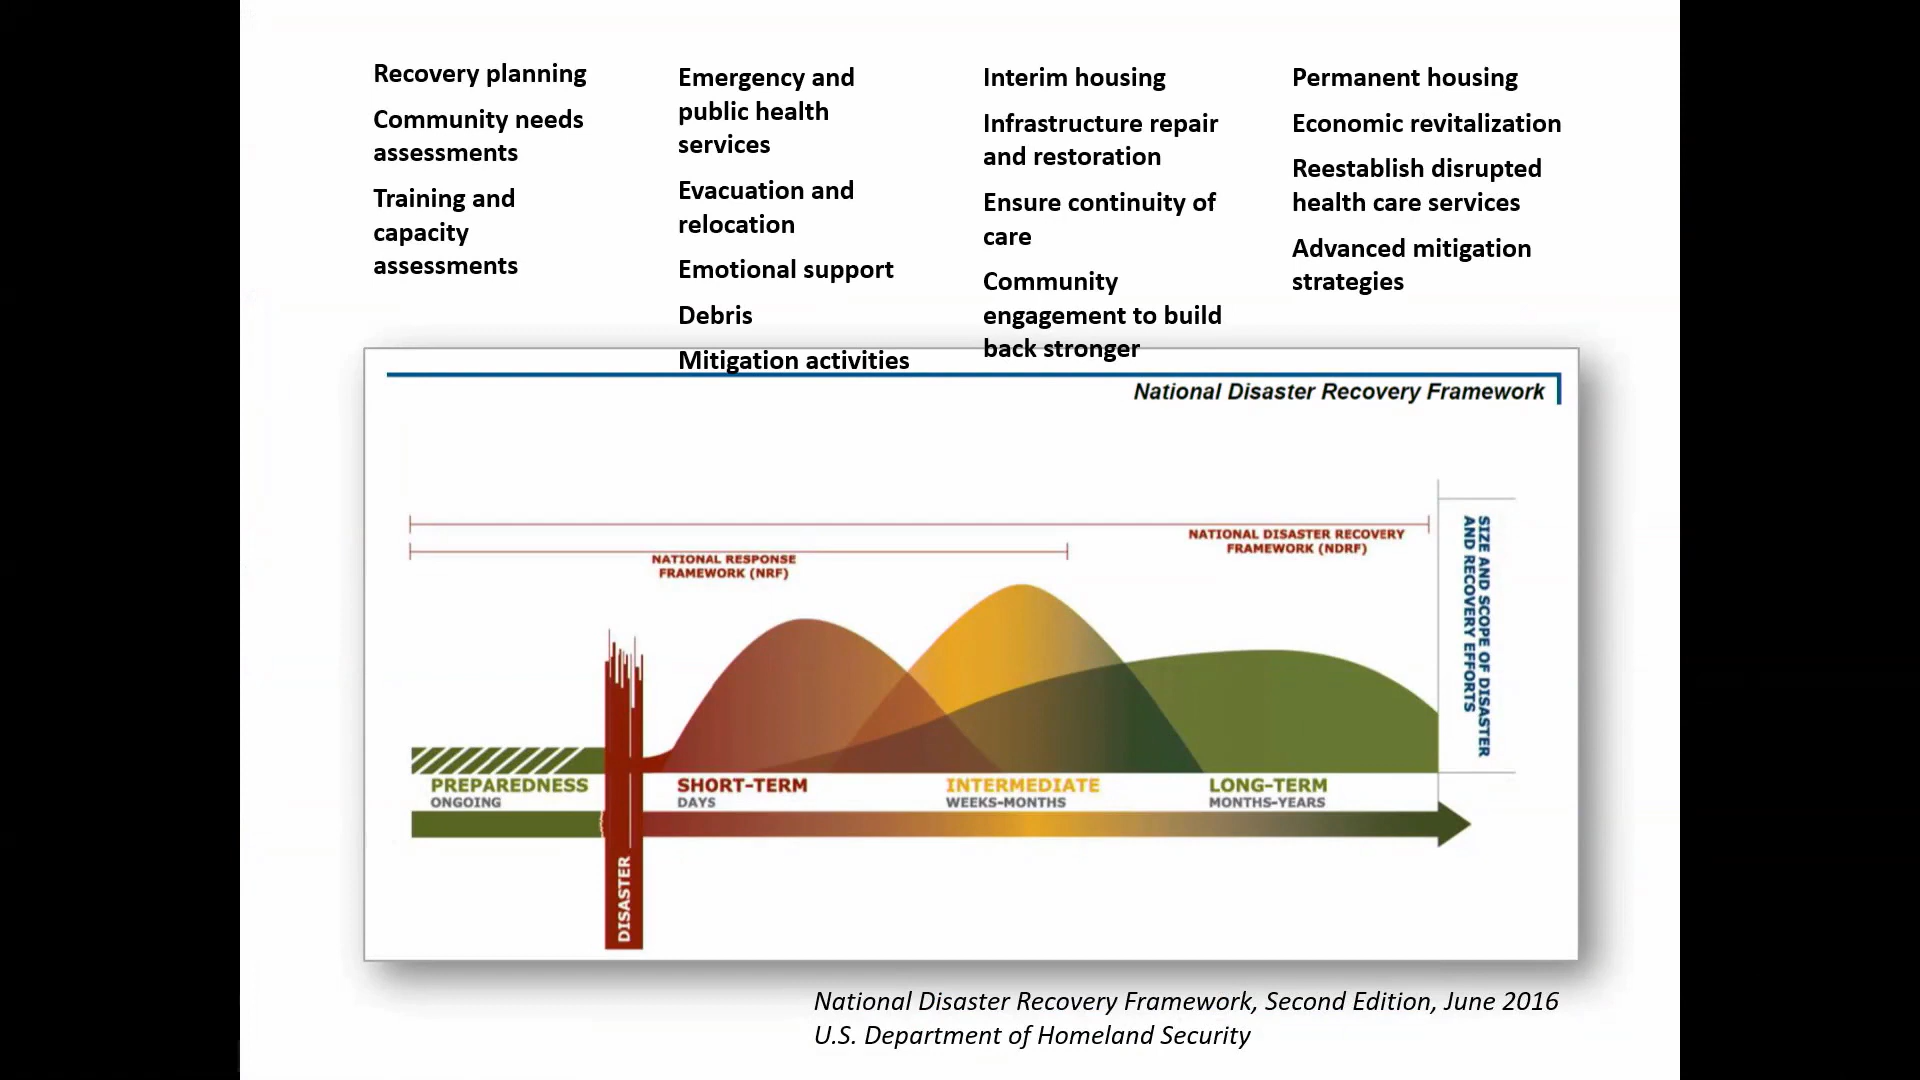 Recovery planning
Community needs
assessments
Training and
capacity
assessments
Emergency and
public health
services
Evacuation and
relocation
Emotional support
Debris
Mitigation activities
Interim housing
Infrastructure repair
and restoration
Ensure continuity of
care
Community
engagement to build
back stronger
Permanent housing
Economic revitalization
Reestablish disrupted
health care services
Advanced mitigation
strategies
National Disaster Recovery Framework
NATIONAL DISASTER RECOVERY
FRAMEWORK (NDRF)
NATIONAL RESPONSE
FRAMEWORK (NRF)
SIZE AND SCOPE OF DISASTER
AND RECOVERY EFFORTS
PREPAREDNESS
ONGOING
SHORT-TERM
DAYS
INTERMEDIATE
WEEKS-MONTHS
LONG-TERM
MONTHS-YEARS
DISASTER
National Disaster Recovery Framework, Second Edition, June 2016
U.S. Department of Homeland Security